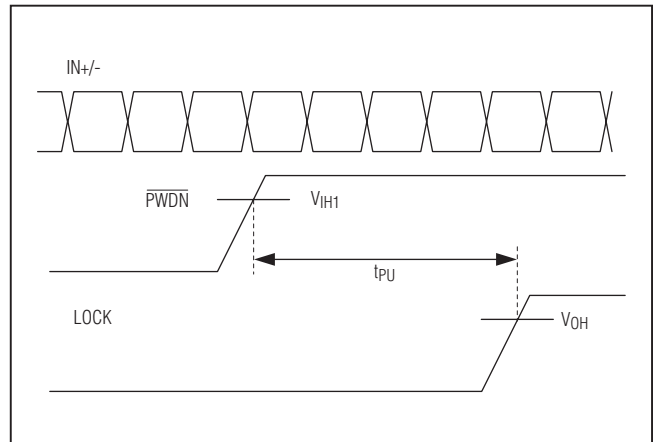 IN+/-
PWDN VIH1
tPU
LOCK
VOH